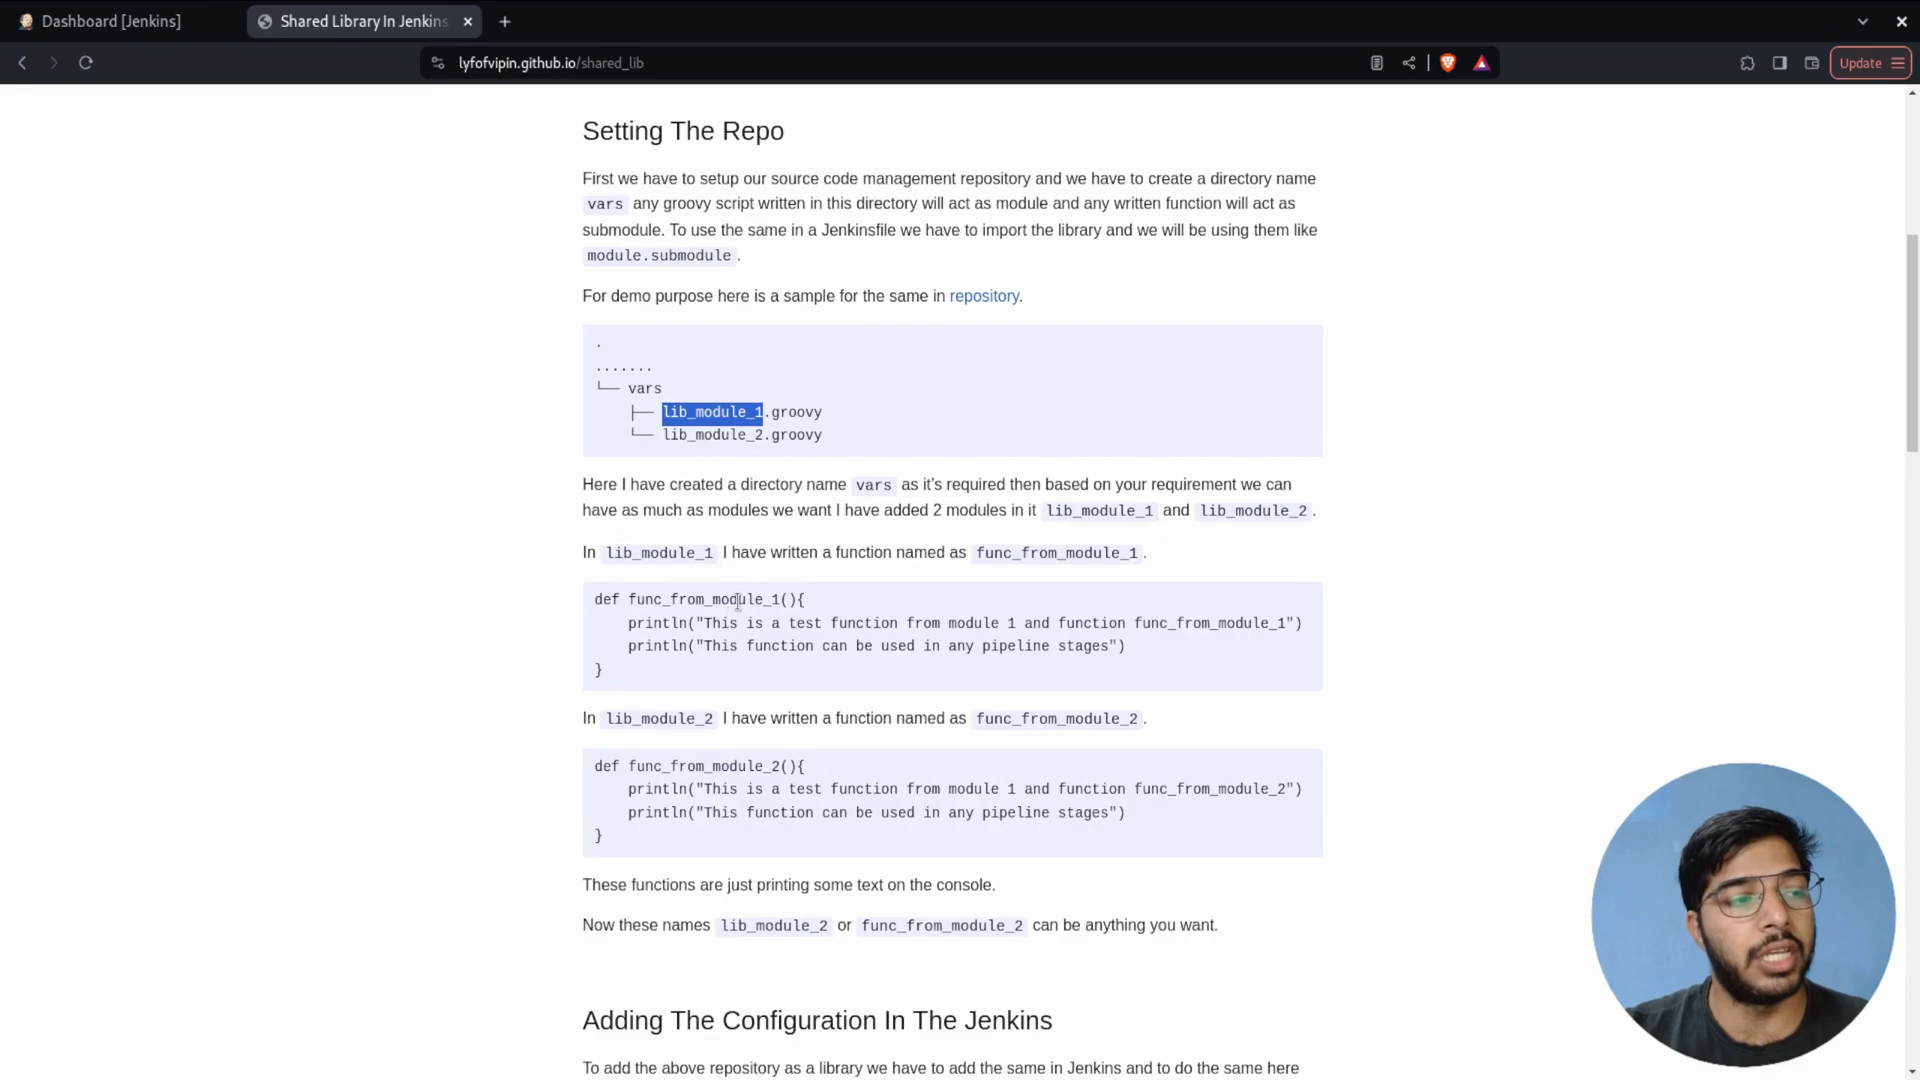 Dashboard [Jenkins]
Shared Library In Jenkins
lyfofvipin.github.io/shared_lib
Update
Setting The Repo
First we have to setup our source code management repository and we have to create a directory name
vars any groovy script written in this directory will act as module and any written function will act as
submodule. To use the same in a Jenkinsfile we have to import the library and we will be using them like
module.submodule .
For demo purpose here is a sample for the same in repository.
.
.......
└── vars
├── lib_module_1.groovy
└── lib_module_2.groovy
Here I have created a directory name vars as it's required then based on your requirement we can
have as much as modules we want I have added 2 modules in it lib_module_1 and lib_module_2 .
In lib_module_1 I have written a function named as func_from_module_1 .
def func_from_module_1(){
println("This is a test function from module 1 and function func_from_module_1")
println("This function can be used in any pipeline stages")
}
In lib_module_2 I have written a function named as func_from_module_2 .
def func_from_module_2(){
println("This is a test function from module 1 and function func_from_module_2")
println("This function can be used in any pipeline stages")
}
These functions are just printing some text on the console.
Now these names lib_module_2 or func_from_module_2 can be anything you want.
Adding The Configuration In The Jenkins
To add the above repository as a library we have to add the same in Jenkins and to do the same here